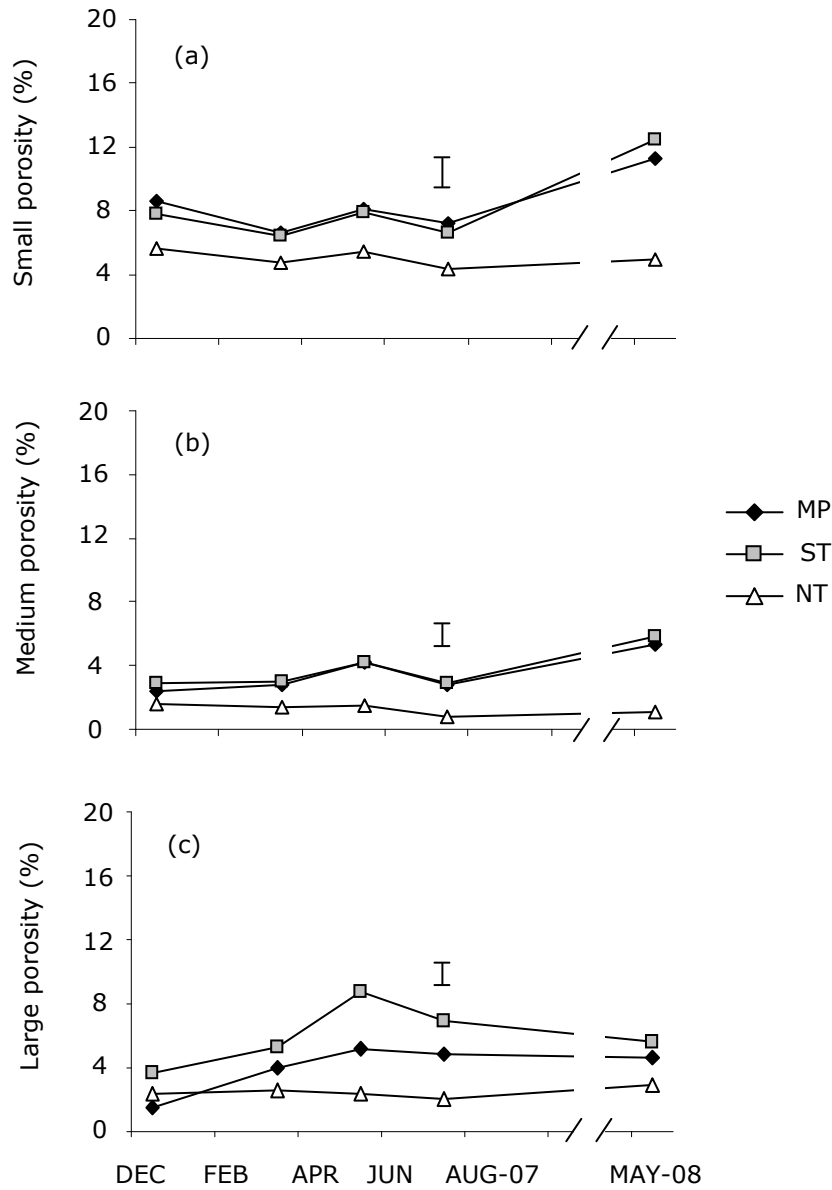 Small porosity (%)
20
16
12
8
4
0
(a)
Medium porosity (%)
20
16
12
8
4
0
(b)
MP
ST
NT
Large porosity (%)
20
16
12
8
4
0
(c)
DEC FEB APR JUN AUG-07 MAY-08